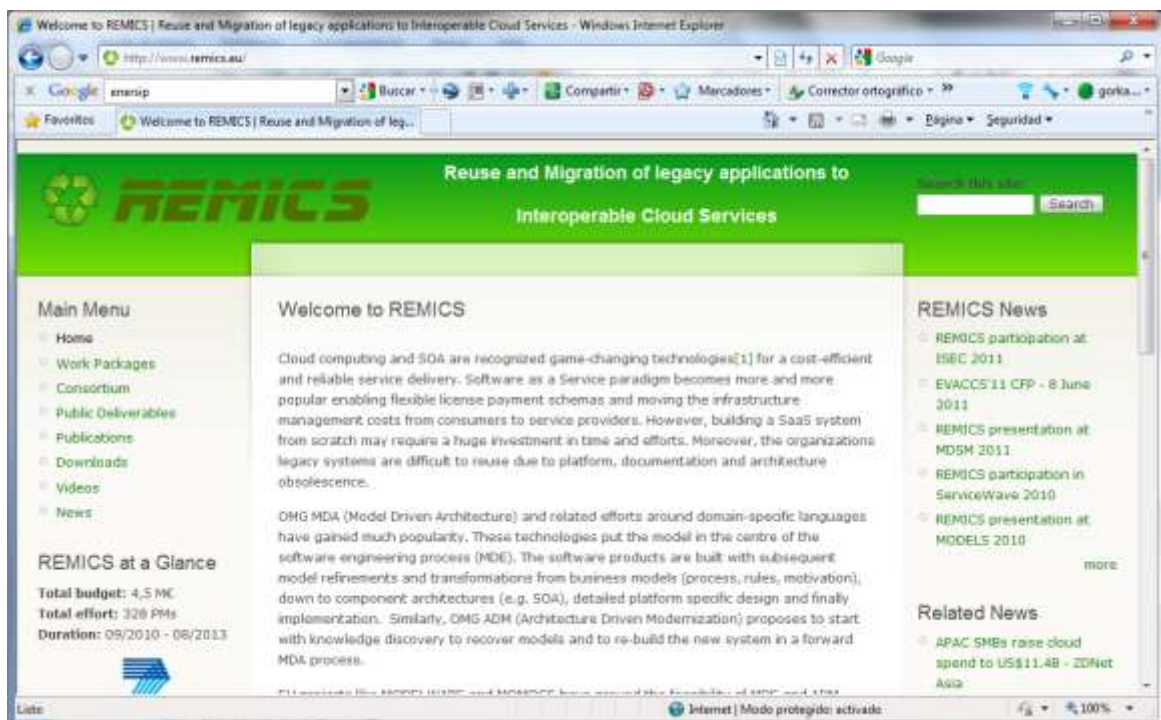 Welcome to REMICS | Reuse and Migration of legacy applications to Interoperable Cloud Services - Windows Internet Explorer
http://www.remics.eu/
Google
Google enersip Buscar Compartir Marcadores Corrector ortográfico gorka...
Favoritos Welcome to REMICS | Reuse and Migration of leg... Página Seguridad
REMICS
Reuse and Migration of legacy applications to
Interoperable Cloud Services
Search this site:
Search
Main Menu
Home
Work Packages
Consortium
Public Deliverables
Publications
Downloads
Videos
News
REMICS at a Glance
Total budget: 4,5 M€
Total effort: 328 PMs
Duration: 09/2010 - 08/2013
Welcome to REMICS
Cloud computing and SOA are recognized game-changing technologies[1] for a cost-efficient
and reliable service delivery. Software as a Service paradigm becomes more and more
popular enabling flexible license payment schemas and moving the infrastructure
management costs from consumers to service providers. However, building a SaaS system
from scratch may require a huge investment in time and efforts. Moreover, the organizations
legacy systems are difficult to reuse due to platform, documentation and architecture
obsolescence.
OMG MDA (Model Driven Architecture) and related efforts around domain-specific languages
have gained much popularity. These technologies put the model in the centre of the
software engineering process (MDE). The software products are built with subsequent
model refinements and transformations from business models (process, rules, motivation),
down to component architectures (e.g. SOA), detailed platform specific design and finally
implementation. Similarly, OMG ADM (Architecture Driven Modernization) proposes to start
with knowledge discovery to recover models and to re-build the new system in a forward
MDA process.
REMICS News
REMICS participation at
ISEC 2011
EVACCS'11 CFP - 8 June
2011
REMICS presentation at
MDSM 2011
REMICS participation in
ServiceWave 2010
REMICS presentation at
MODELS 2010
more
Related News
APAC SMBs raise cloud
spend to US$11.4B - ZDNet
Asia
Listo Internet | Modo protegido: activado 100%